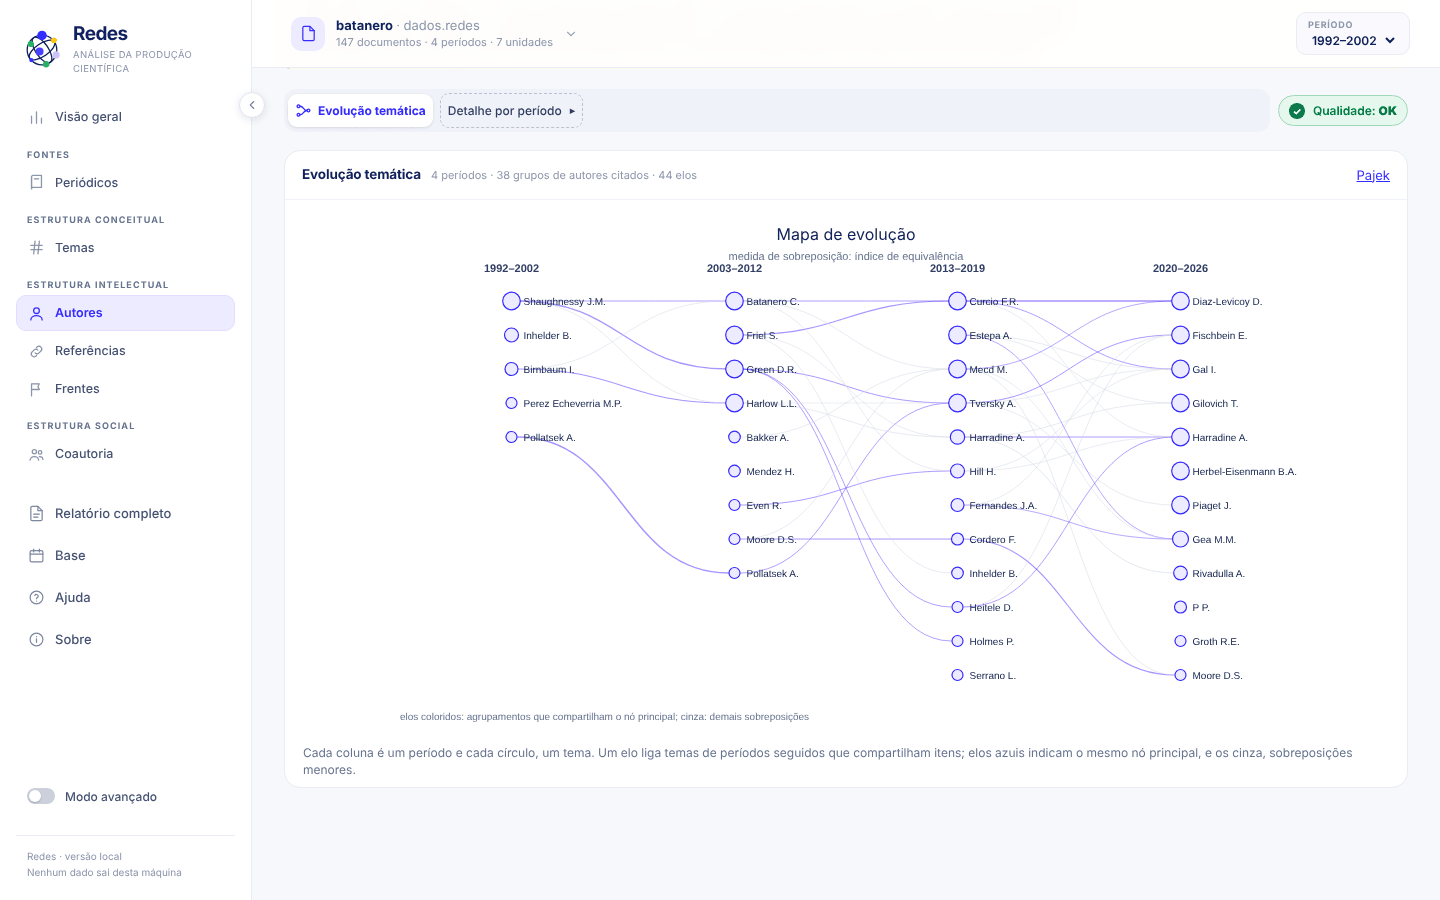 Redes
ANÁLISE DA PRODUÇÃO
CIENTÍFICA
Visão geral
FONTES
Periódicos
ESTRUTURA CONCEITUAL
Temas
ESTRUTURA INTELECTUAL
Autores
Referências
Frentes
ESTRUTURA SOCIAL
Coautoria
Relatório completo
Base
Ajuda
Sobre
Modo avançado
Redes · versão local
Nenhum dado sai desta máquina
batanero · dados.redes
147 documentos · 4 períodos · 7 unidades
PERÍODO
1992–2002
Evolução temática
Detalhe por período ▸
Qualidade: OK
Evolução temática 4 períodos · 38 grupos de autores citados · 44 elos
Pajek
Mapa de evolução
medida de sobreposição: índice de equivalência
1992–2002
Shaughnessy J.M.
Inhelder B.
Birnbaum I.
Perez Echeverria M.P.
Pollatsek A.
2003–2012
Batanero C.
Friel S.
Green D.R.
Harlow L.L.
Bakker A.
Mendez H.
Even R.
Moore D.S.
Pollatsek A.
2013–2019
Curcio F.R.
Estepa A.
Mecd M.
Tversky A.
Harradine A.
Hill H.
Fernandes J.A.
Cordero F.
Inhelder B.
Heitele D.
Holmes P.
Serrano L.
2020–2026
Diaz-Levicoy D.
Fischbein E.
Gal I.
Gilovich T.
Harradine A.
Herbel-Eisenmann B.A.
Piaget J.
Gea M.M.
Rivadulla A.
P P.
Groth R.E.
Moore D.S.
elos coloridos: agrupamentos que compartilham o nó principal; cinza: demais sobreposições
Cada coluna é um período e cada círculo, um tema. Um elo liga temas de períodos seguidos que compartilham itens; elos azuis indicam o mesmo nó principal, e os cinza, sobreposições
menores.